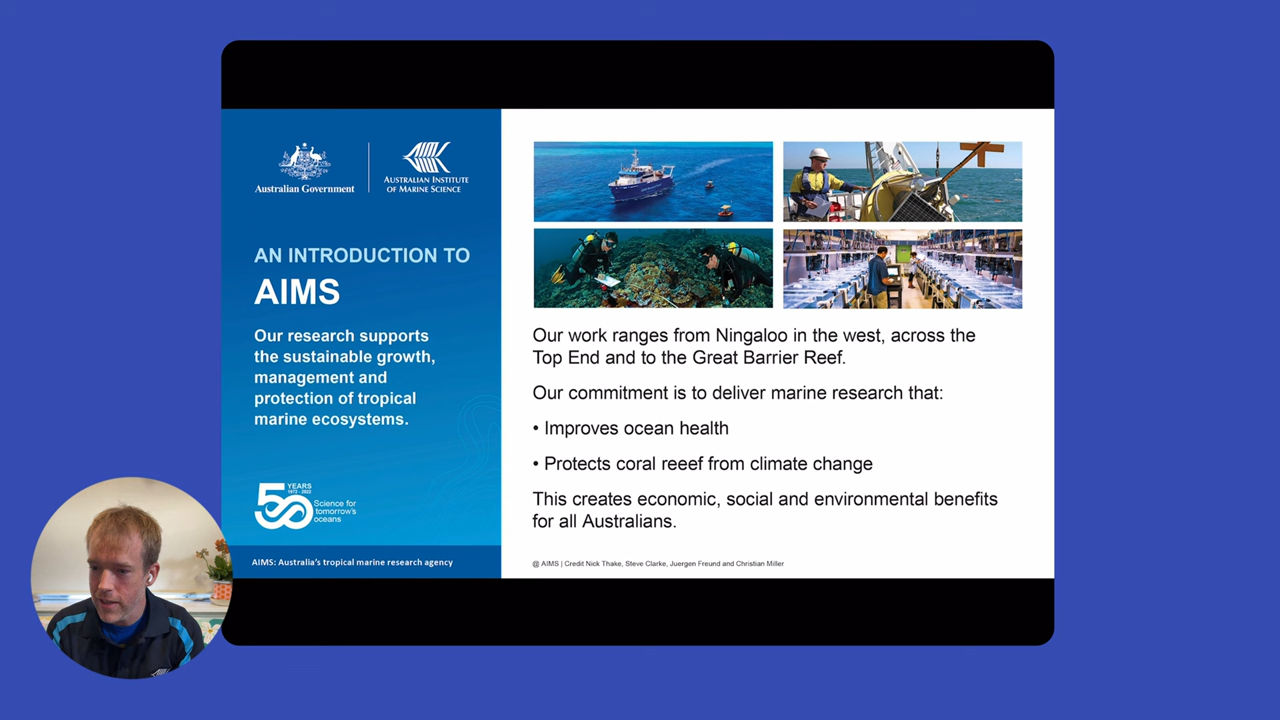 Australian Government
AUSTRALIAN INSTITUTE
OF MARINE SCIENCE
AN INTRODUCTION TO
AIMS
Our research supports
the sustainable growth,
management and
protection of tropical
marine ecosystems.
50 YEARS
1972 - 2022
Science for
tomorrow's
oceans
AIMS: Australia's tropical marine research agency
Our work ranges from Ningaloo in the west, across the
Top End and to the Great Barrier Reef.
Our commitment is to deliver marine research that:
• Improves ocean health
• Protects coral reeef from climate change
This creates economic, social and environmental benefits
for all Australians.
@ AIMS | Credit Nick Thake, Steve Clarke, Juergen Freund and Christian Miller